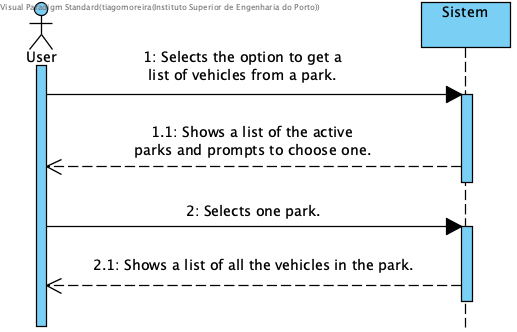 Visual Paradigm Standard(tiagomoreira(Instituto Superior de Engenharia do Porto))
Sistem
User
1: Selects the option to get a
list of vehicles from a park.
1.1: Shows a list of the active
parks and prompts to choose one.
2: Selects one park.
2.1: Shows a list of all the vehicles in the park.